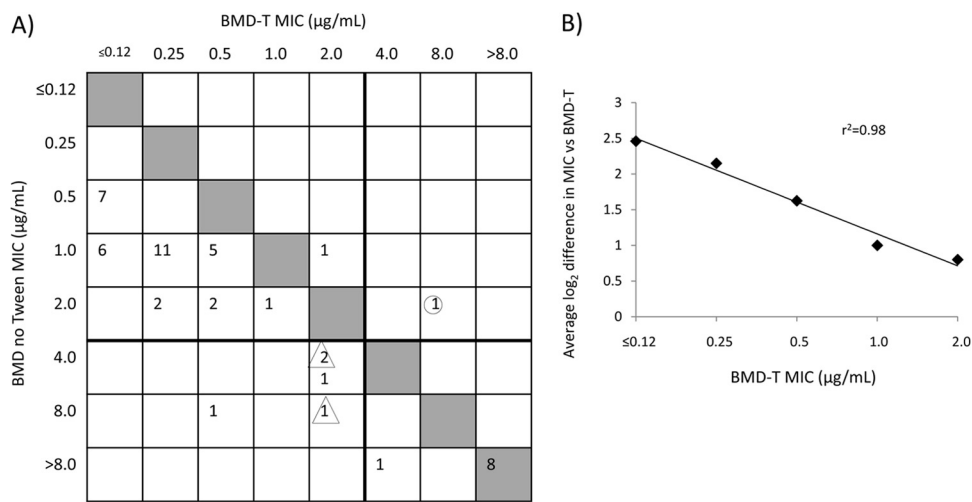 A)
BMD-T MIC (µg/mL)
≤0.12 0.25 0.5 1.0 2.0 4.0 8.0 >8.0
BMD no Tween MIC (µg/mL)
≤0.12
0.25
0.5 7
1.0 6 11 5 1
2.0 2 2 1 1
4.0 2
1
8.0 1 1
>8.0 1 8
B)
Average log₂ difference in MIC vs BMD-T
3
2.5
2
1.5
1
0.5
0
r²=0.98
≤0.12 0.25 0.5 1.0 2.0
BMD-T MIC (µg/mL)